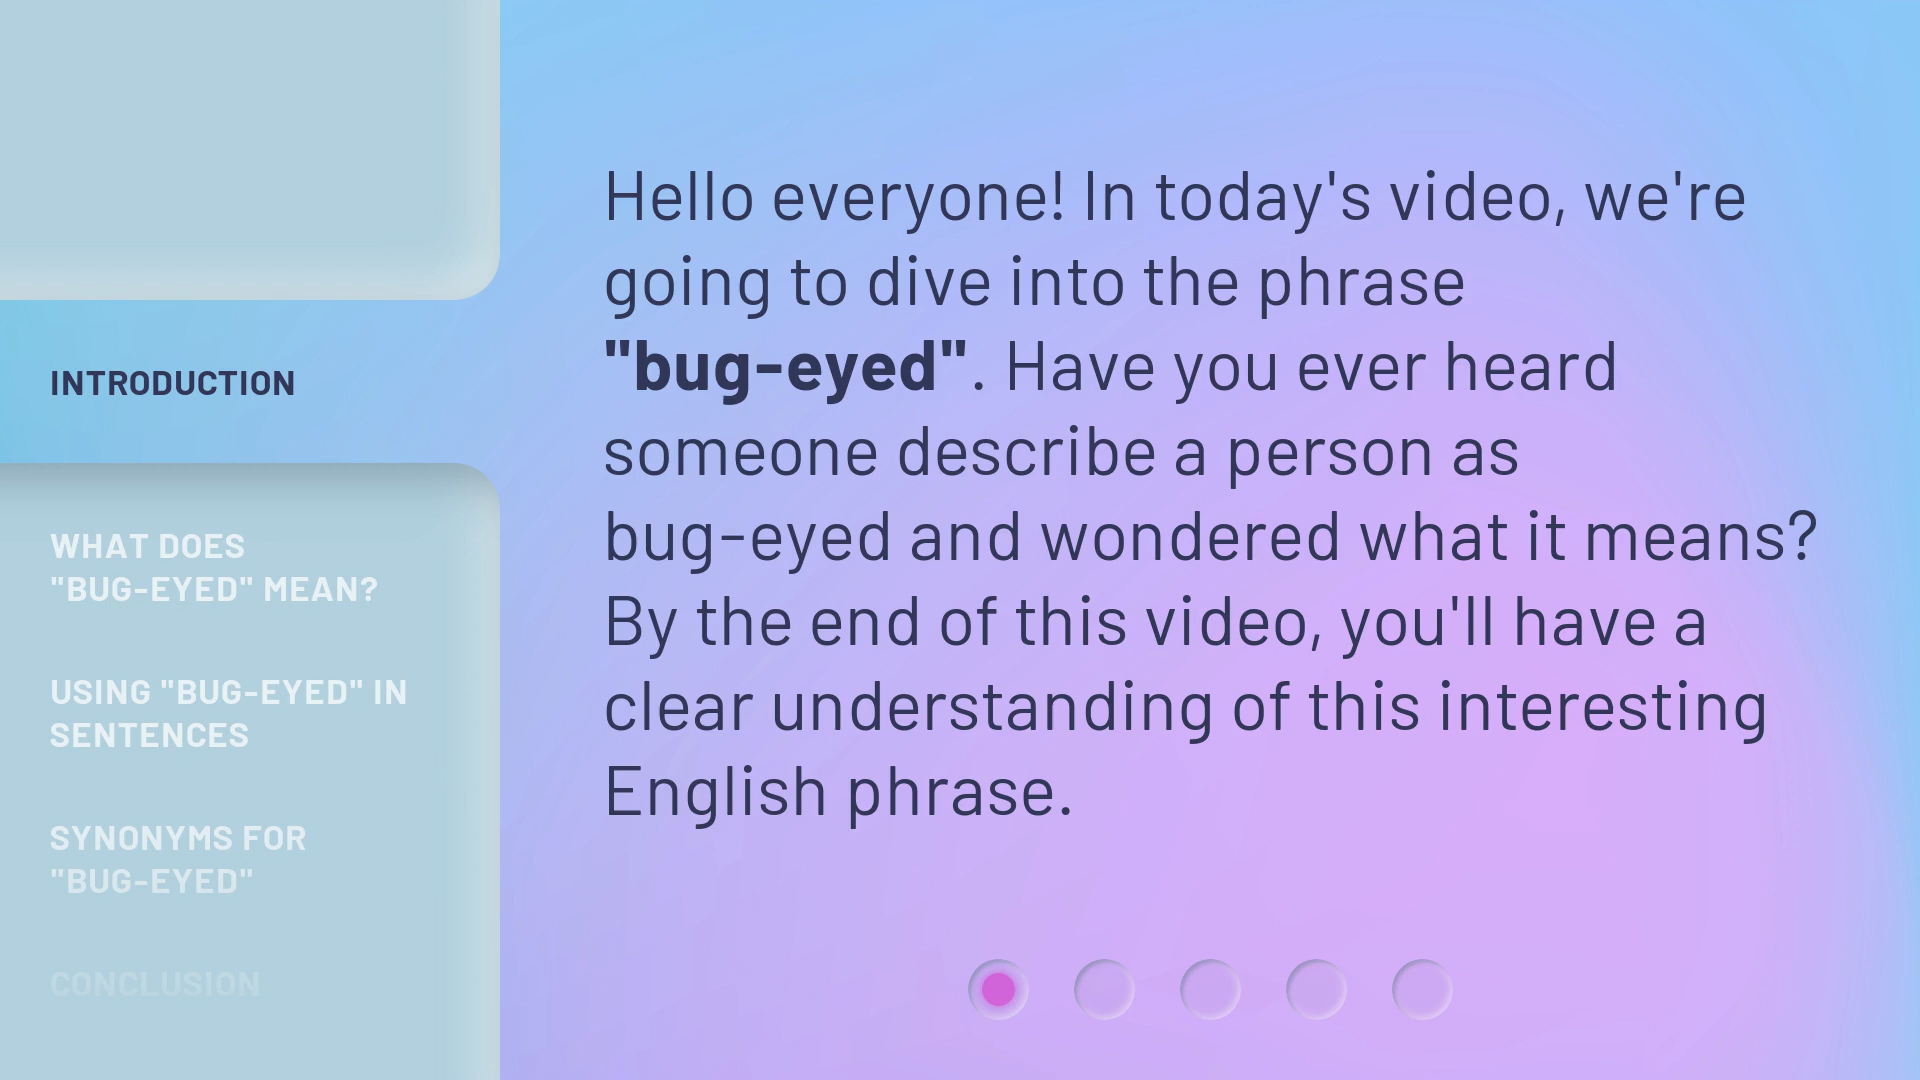 INTRODUCTION
WHAT DOES
"BUG-EYED" MEAN?
USING "BUG-EYED" IN
SENTENCES
SYNONYMS FOR
"BUG-EYED"
CONCLUSION
Hello everyone! In today's video, we're
going to dive into the phrase
"bug-eyed". Have you ever heard
someone describe a person as
bug-eyed and wondered what it means?
By the end of this video, you'll have a
clear understanding of this interesting
English phrase.